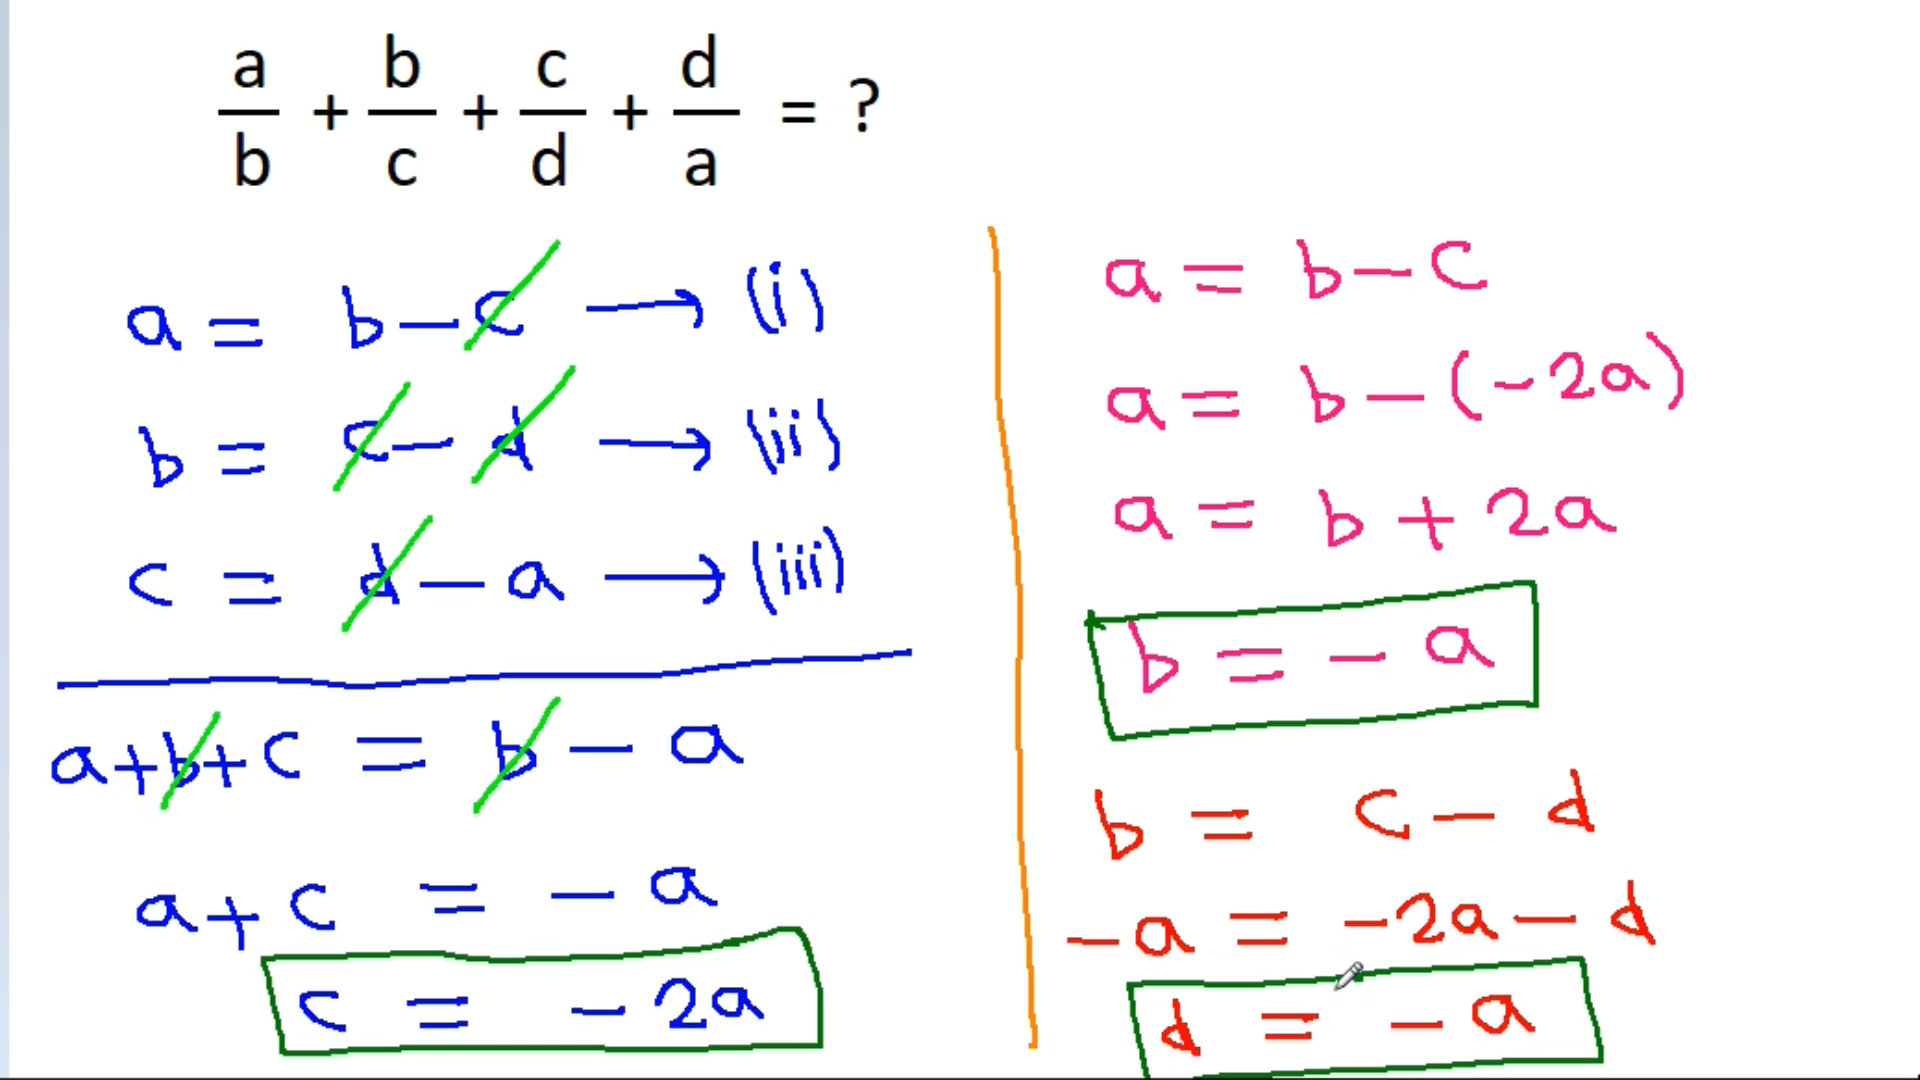 a/b + b/c + c/d + d/a = ?
a = b - c → (i)
b = c - d → (ii)
c = d - a → (iii)
a + b + c = b - a
a + c = - a
c = - 2a
a = b - c
a = b - (- 2a)
a = b + 2a
b = - a
b = c - d
- a = - 2a - d
d = - a